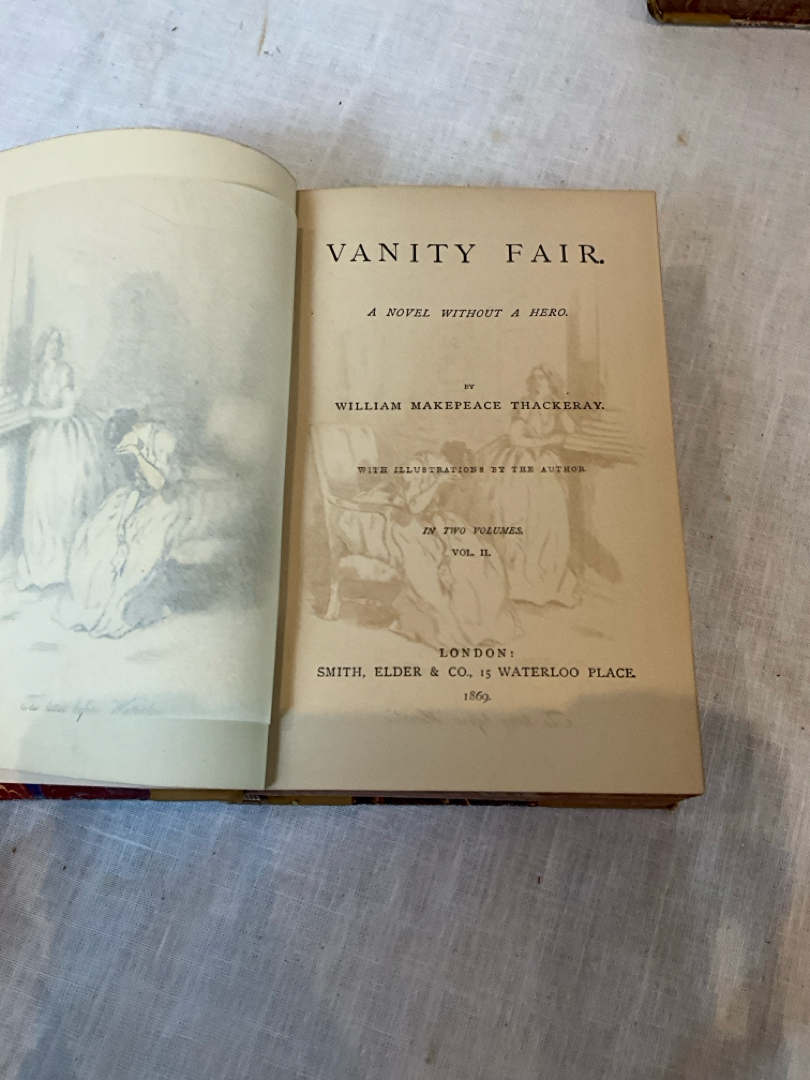 VANITY FAIR.
A NOVEL WITHOUT A HERO.
BY
WILLIAM MAKEPEACE THACKERAY.
WITH ILLUSTRATIONS BY THE AUTHOR
IN TWO VOLUMES.
VOL. II.
LONDON:
SMITH, ELDER & CO., 15 WATERLOO PLACE.
1869.